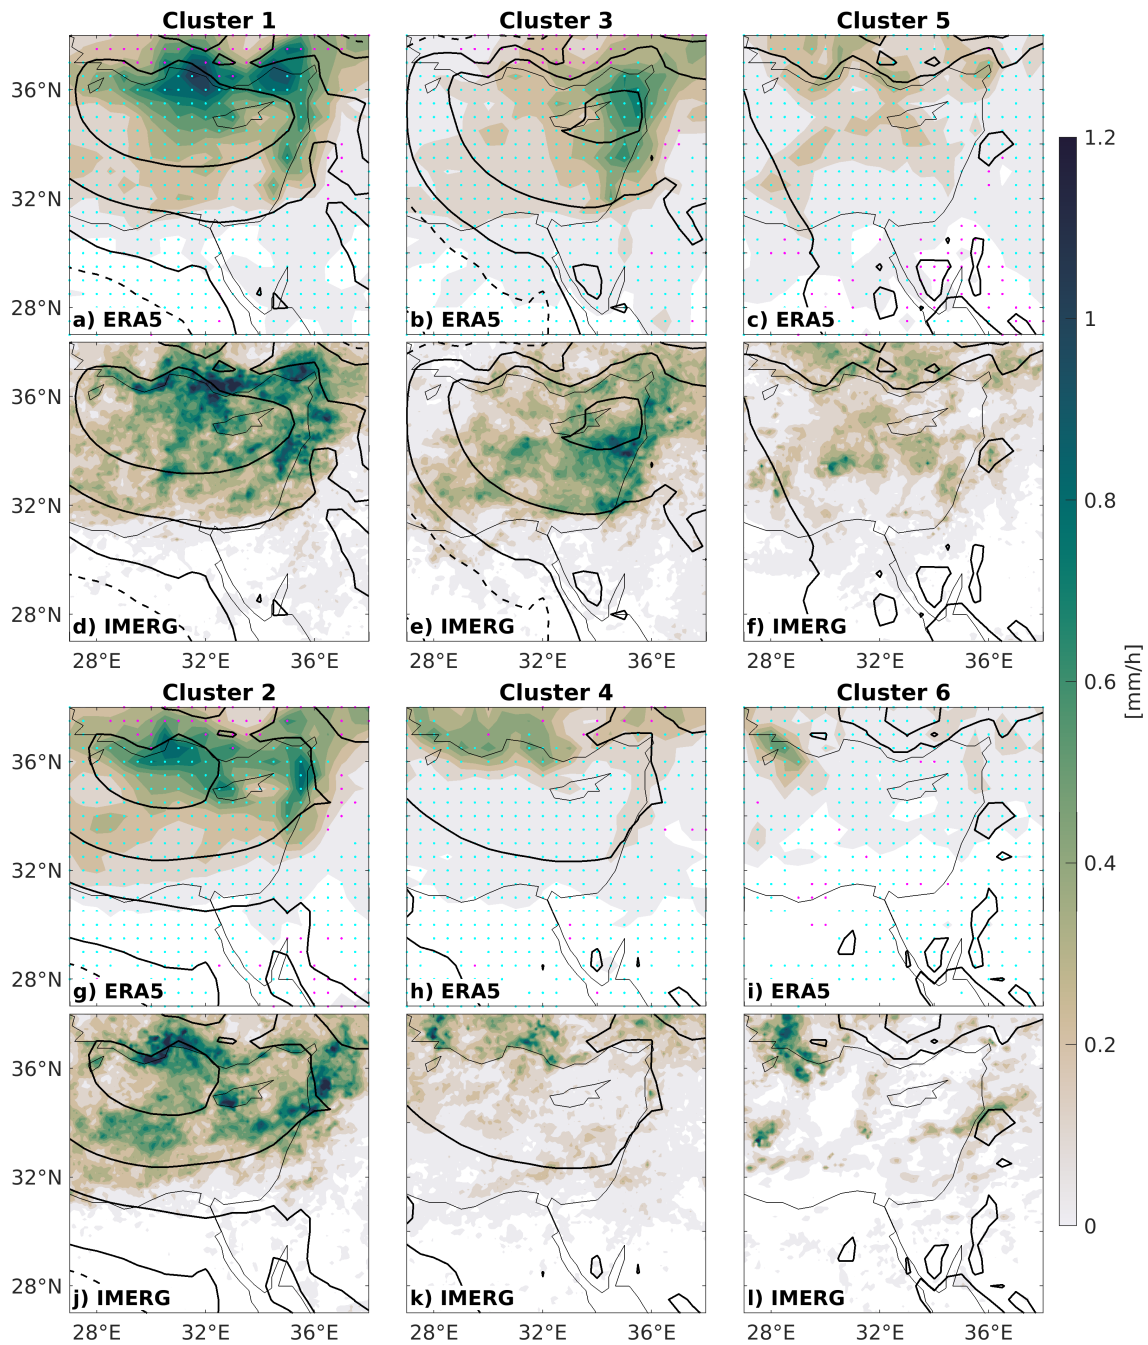 Cluster 1 Cluster 3 Cluster 5
36°N
32°N
28°N
a) ERA5 b) ERA5 c) ERA5
36°N
32°N
28°N
d) IMERG e) IMERG f) IMERG
28°E 32°E 36°E 28°E 32°E 36°E 28°E 32°E 36°E
Cluster 2 Cluster 4 Cluster 6
36°N
32°N
28°N
g) ERA5 h) ERA5 i) ERA5
36°N
32°N
28°N
j) IMERG k) IMERG l) IMERG
28°E 32°E 36°E 28°E 32°E 36°E 28°E 32°E 36°E
1.2
1
0.8
0.6
0.4
0.2
0
[mm/h]